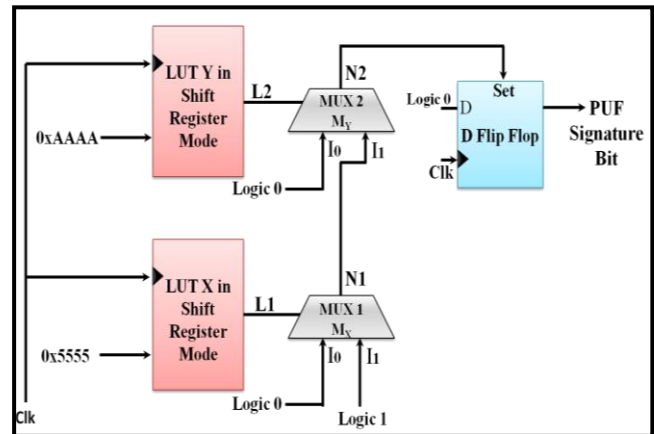 LUT Y in
Shift
Register
Mode
0xAAAA
L2
N2
MUX 2
MY
I0
I1
Logic 0
Logic 0
D
Set
D Flip Flop
Clk
PUF
Signature
Bit
LUT X in
Shift
Register
Mode
0x5555
L1
N1
MUX 1
MX
I0
I1
Logic 0
Logic 1
Clk